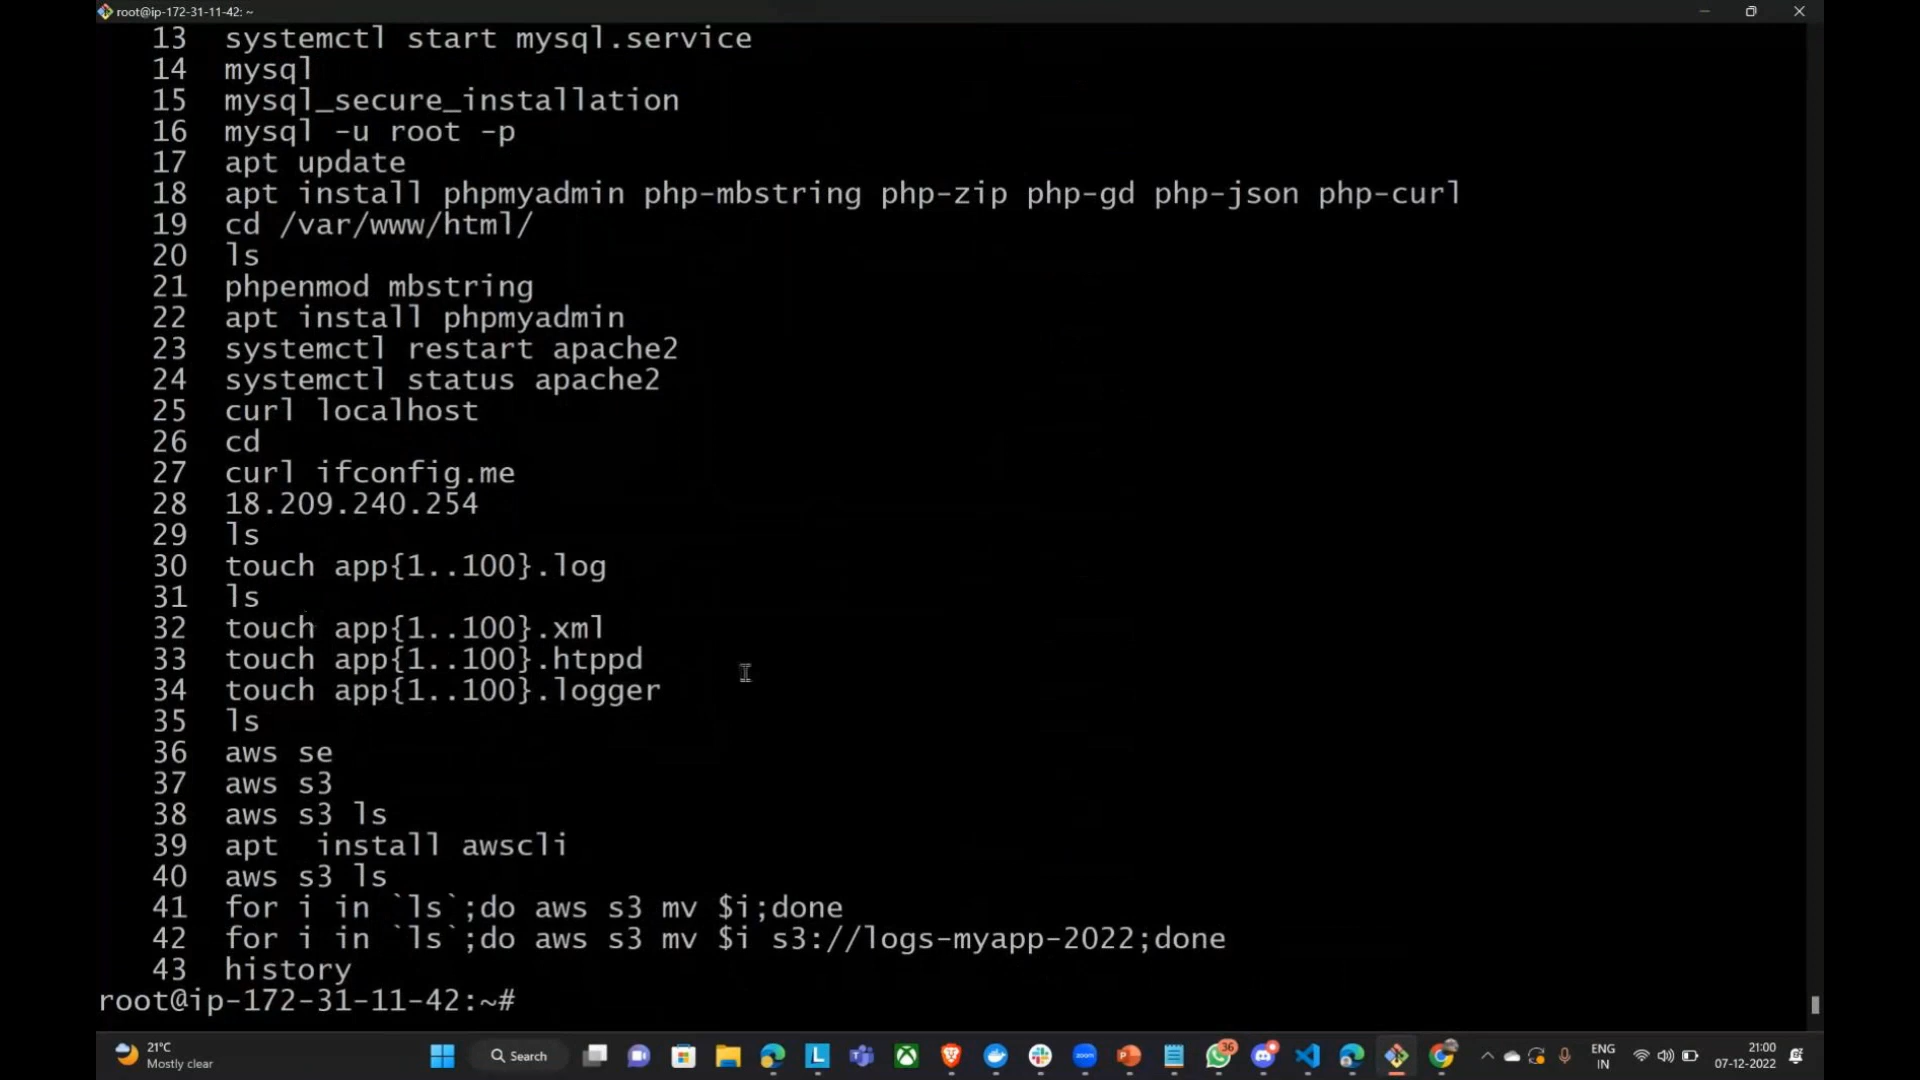 root@ip-172-31-11-42: ~
13 systemctl start mysql.service
14 mysql
15 mysql_secure_installation
16 mysql -u root -p
17 apt update
18 apt install phpmyadmin php-mbstring php-zip php-gd php-json php-curl
19 cd /var/www/html/
20 ls
21 phpenmod mbstring
22 apt install phpmyadmin
23 systemctl restart apache2
24 systemctl status apache2
25 curl localhost
26 cd
27 curl ifconfig.me
28 18.209.240.254
29 ls
30 touch app{1..100}.log
31 ls
32 touch app{1..100}.xml
33 touch app{1..100}.htppd
34 touch app{1..100}.logger
35 ls
36 aws se
37 aws s3
38 aws s3 ls
39 apt  install awscli
40 aws s3 ls
41 for i in `ls`;do aws s3 mv $i;done
42 for i in `ls`;do aws s3 mv $i s3://logs-myapp-2022;done
43 history
root@ip-172-31-11-42:~#
21°C
Mostly clear
Search
L
zoom
36
ENG
IN
21:00
07-12-2022